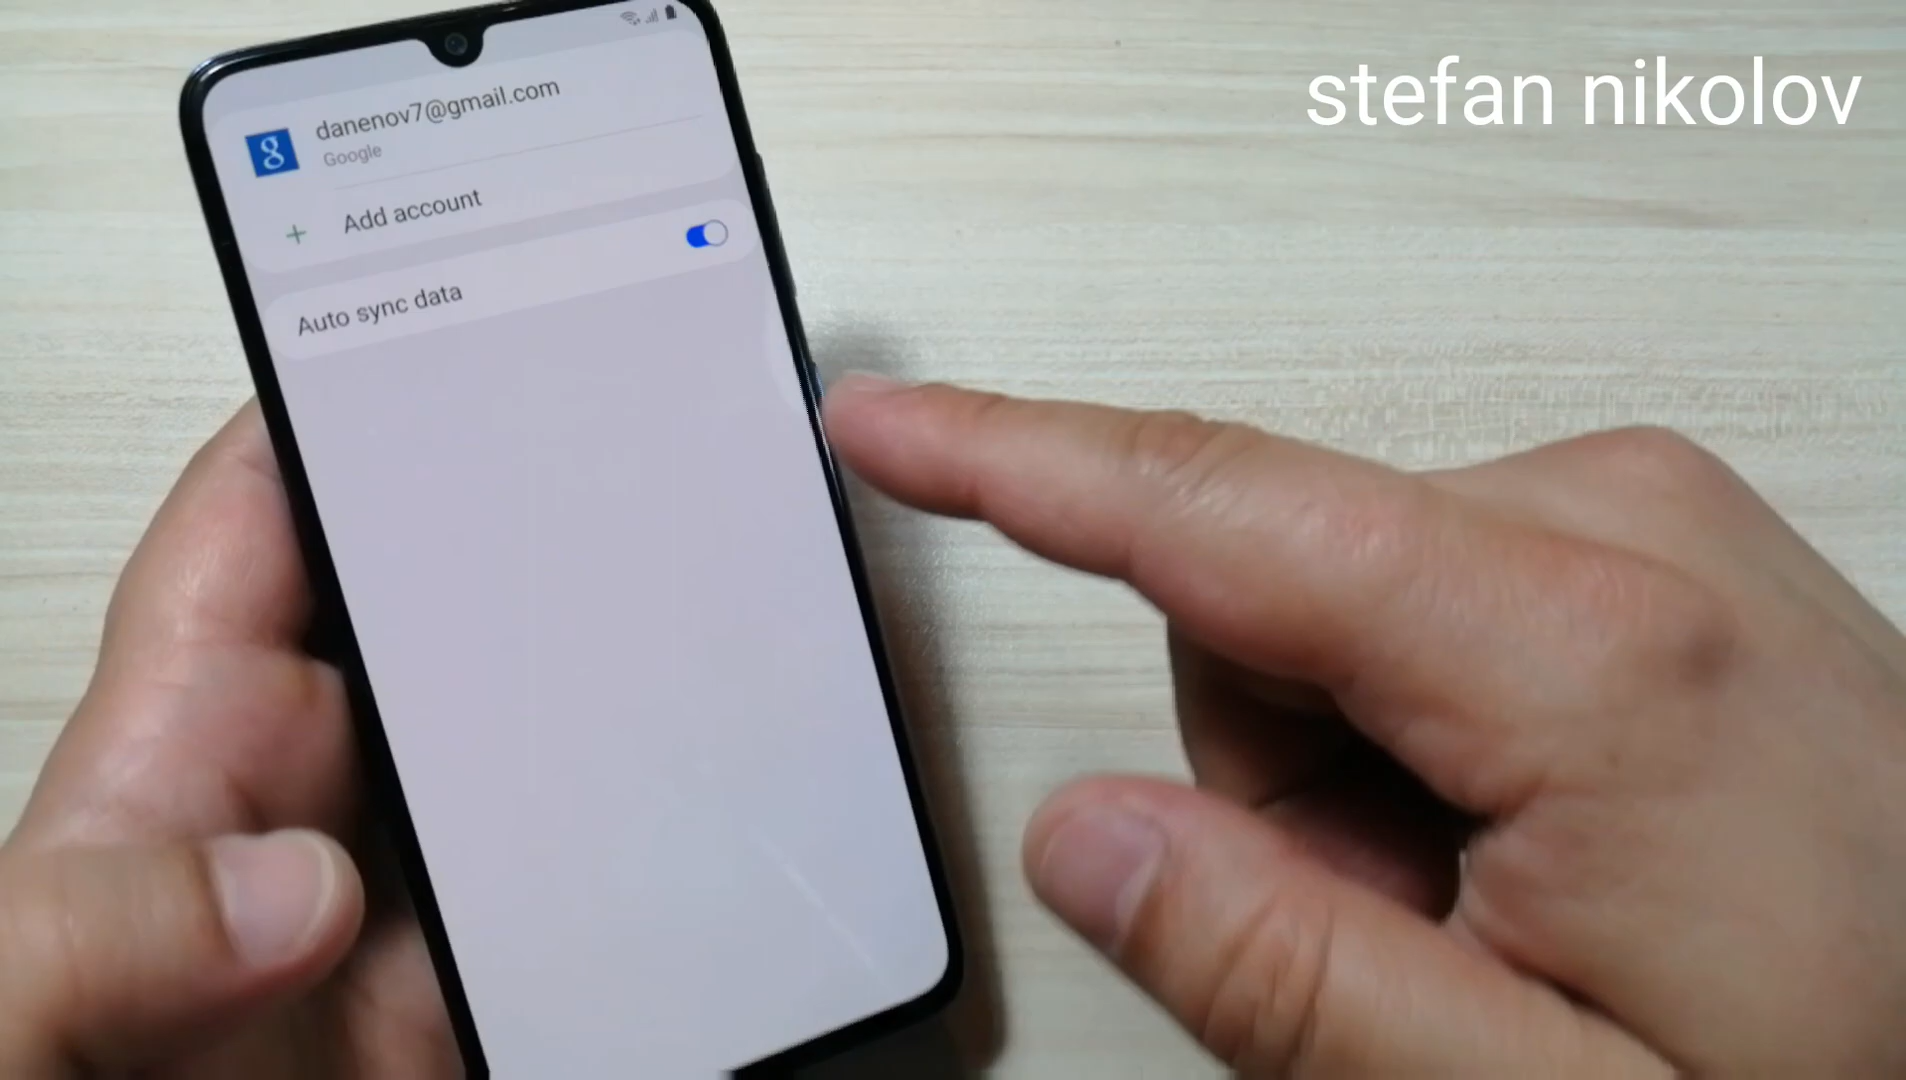 stefan nikolov
danenov7@gmail.com
Google
Add account
Auto sync data